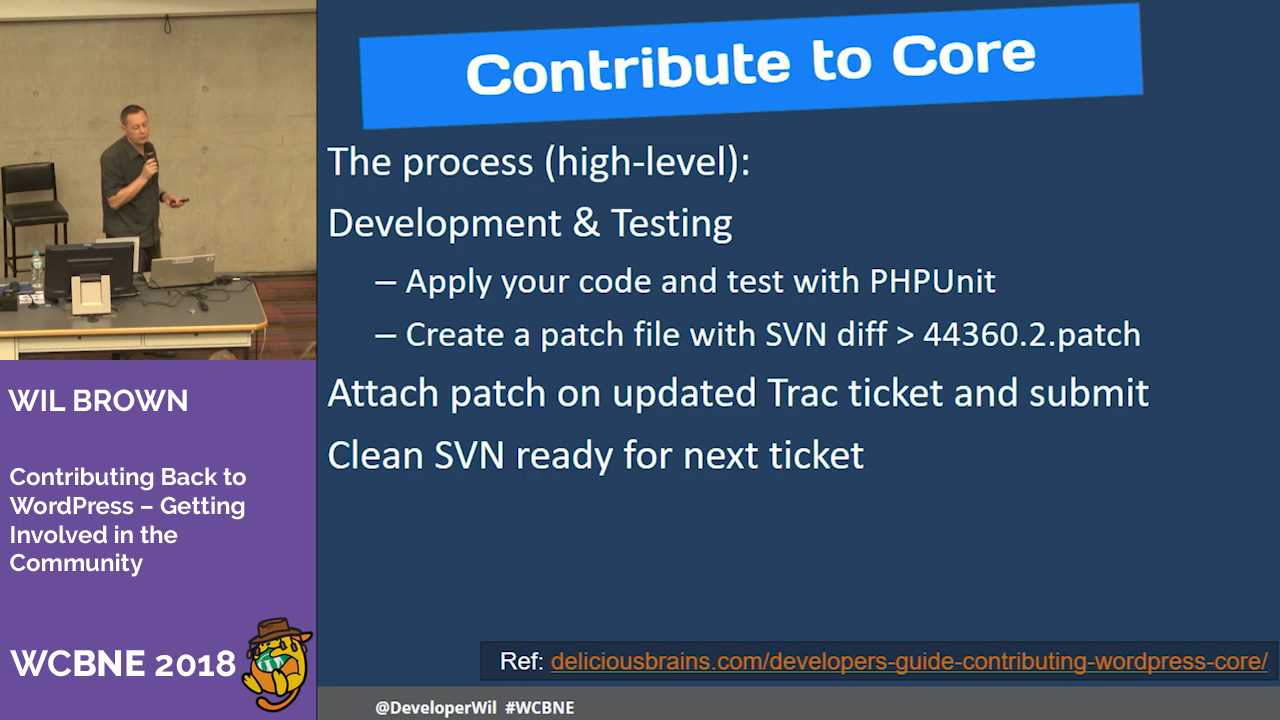 Contribute to Core
The process (high-level):
Development & Testing
– Apply your code and test with PHPUnit
– Create a patch file with SVN diff > 44360.2.patch
Attach patch on updated Trac ticket and submit
Clean SVN ready for next ticket
Ref: deliciousbrains.com/developers-guide-contributing-wordpress-core/
@DeveloperWil #WCBNE
WIL BROWN
Contributing Back to
WordPress – Getting
Involved in the
Community
WCBNE 2018